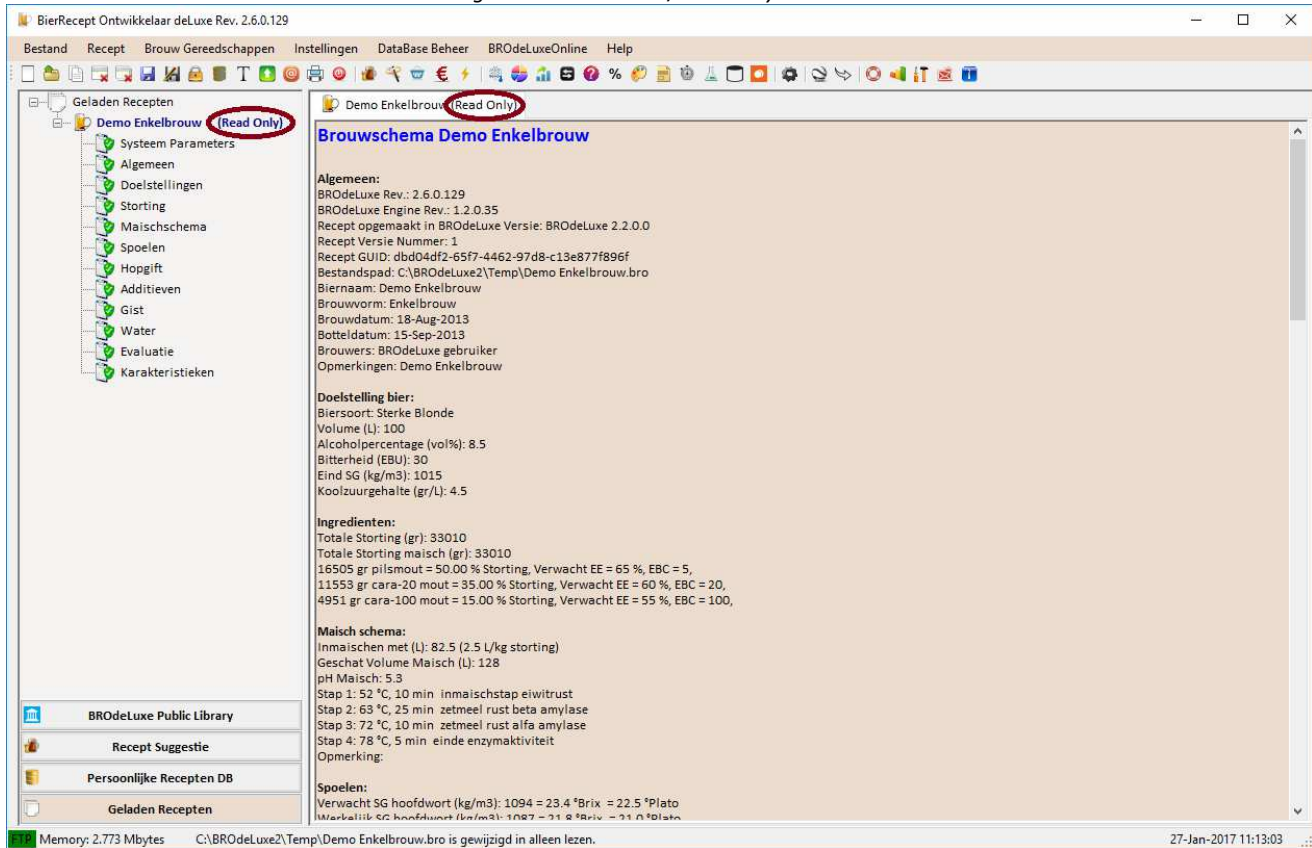 BierRecept Ontwikkelaar deLuxe Rev. 2.6.0.129
Bestand Recept Brouw Gereedschappen Instellingen DataBase Beheer BROdeLuxeOnline Help
Geladen Recepten
Demo Enkelbrouw (Read Only)
Systeem Parameters
Algemeen
Doelstellingen
Storting
Maischschema
Spoelen
Hopgift
Additieven
Gist
Water
Evaluatie
Karakteristieken
BROdeLuxe Public Library
Recept Suggestie
Persoonlijke Recepten DB
Geladen Recepten
Demo Enkelbrouw (Read Only)
Brouwschema Demo Enkelbrouw
Algemeen:
BROdeLuxe Rev.: 2.6.0.129
BROdeLuxe Engine Rev.: 1.2.0.35
Recept opgemaakt in BROdeLuxe Versie: BROdeLuxe 2.2.0.0
Recept Versie Nummer: 1
Recept GUID: dbd04df2-65f7-4462-97d8-c13e877f896f
Bestandspad: C:\BROdeLuxe2\Temp\Demo Enkelbrouw.bro
Biernaam: Demo Enkelbrouw
Brouwvorm: Enkelbrouw
Brouwdatum: 18-Aug-2013
Botteldatum: 15-Sep-2013
Brouwers: BROdeLuxe gebruiker
Opmerkingen: Demo Enkelbrouw
Doelstelling bier:
Biersoort: Sterke Blonde
Volume (L): 100
Alcoholpercentage (vol%): 8.5
Bitterheid (EBU): 30
Eind SG (kg/m3): 1015
Koolzuurgehalte (gr/L): 4.5
Ingredienten:
Totale Storting (gr): 33010
Totale Storting maisch (gr): 33010
16505 gr pilsmout = 50.00 % Storting, Verwacht EE = 65 %, EBC = 5,
11553 gr cara-20 mout = 35.00 % Storting, Verwacht EE = 60 %, EBC = 20,
4951 gr cara-100 mout = 15.00 % Storting, Verwacht EE = 55 %, EBC = 100,
Maisch schema:
Inmaischen met (L): 82.5 (2.5 L/kg storting)
Geschat Volume Maisch (L): 128
pH Maisch: 5.3
Stap 1: 52 °C, 10 min inmaischstap eiwitrust
Stap 2: 63 °C, 25 min zetmeel rust beta amylase
Stap 3: 72 °C, 10 min zetmeel rust alfa amylase
Stap 4: 78 °C, 5 min einde enzymaktiviteit
Opmerking:
Spoelen:
Verwacht SG hoofdwort (kg/m3): 1094 = 23.4 °Brix = 22.5 °Plato
Werkelijk SG hoofdwort (kg/m3): 1087 = 21.8 °Brix = 21.0 °Plato
FTP Memory: 2.773 Mbytes C:\BROdeLuxe2\Temp\Demo Enkelbrouw.bro is gewijzigd in alleen lezen. 27-Jan-2017 11:13:03